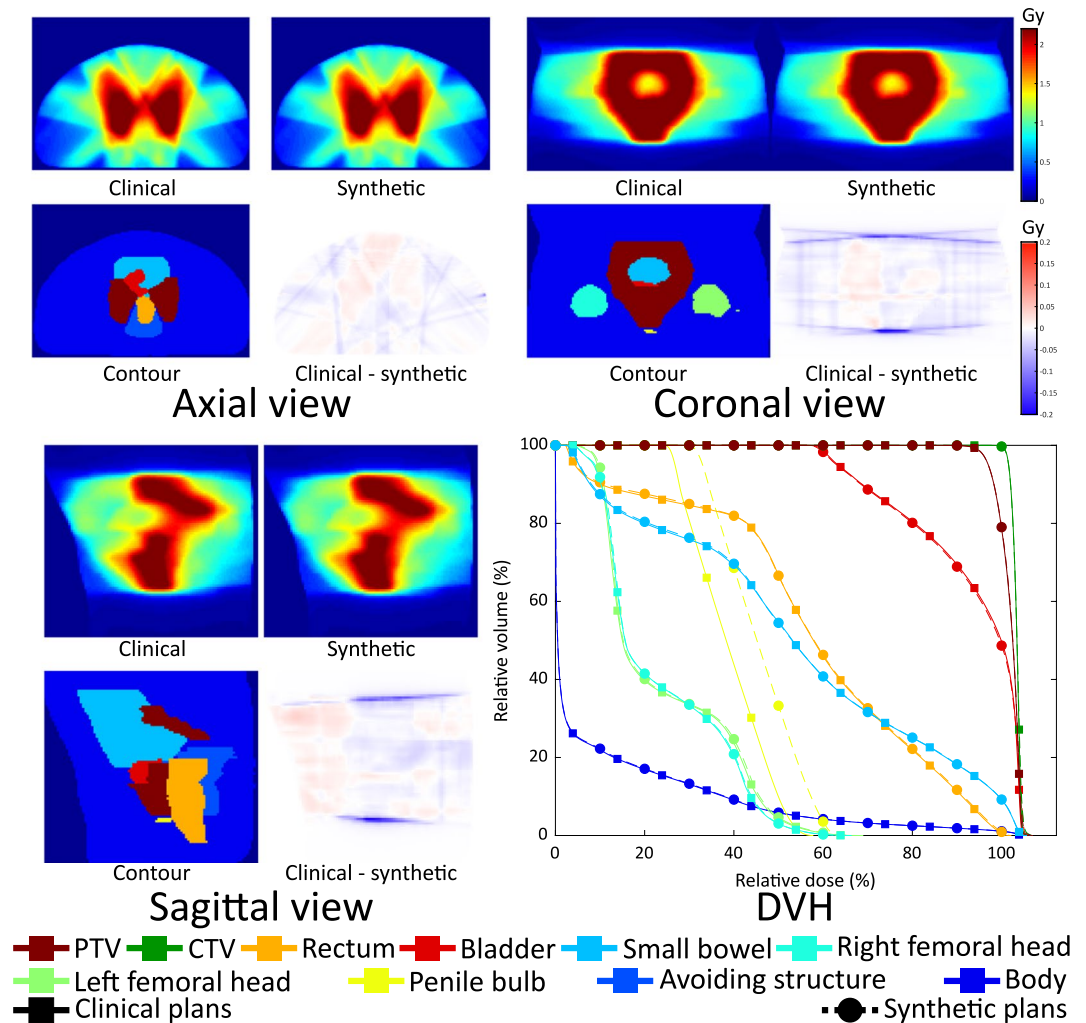 Gy
2
1.5
1
0.5
0
Clinical
Synthetic
Clinical
Synthetic
Gy
0.2
0.15
0.1
0.05
0
-0.05
-0.1
-0.15
-0.2
Contour
Clinical - synthetic
Contour
Clinical - synthetic
Axial view
Coronal view
Clinical
Synthetic
Contour
Clinical - synthetic
Sagittal view
100
80
60
40
20
0
Relative volume (%)
0 20 40 60 80 100
Relative dose (%)
DVH
PTV CTV Rectum Bladder Small bowel Right femoral head
Left femoral head Penile bulb Avoiding structure Body
Clinical plans Synthetic plans